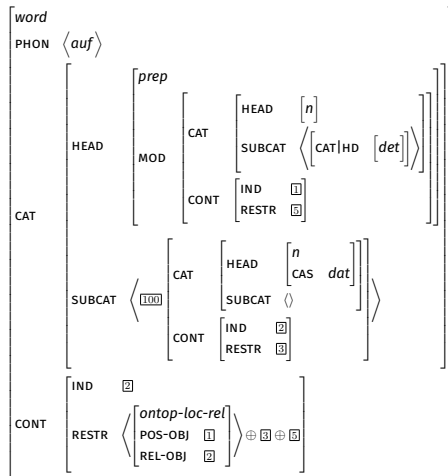 word
PHON ⟨auf⟩
prep
HEAD [n]
CAT
SUBCAT ⟨[CAT|HD [det]]⟩
HEAD
MOD
IND 1
CONT
RESTR 5
CAT
n
HEAD
CAS dat
CAT
SUBCAT ⟨⟩
SUBCAT ⟨ 100 ⟩
IND 2
CONT
RESTR 3
IND 2
ontop-loc-rel
CONT
RESTR ⟨ POS-OBJ 1 ⟩ ⊕ 3 ⊕ 5
REL-OBJ 2